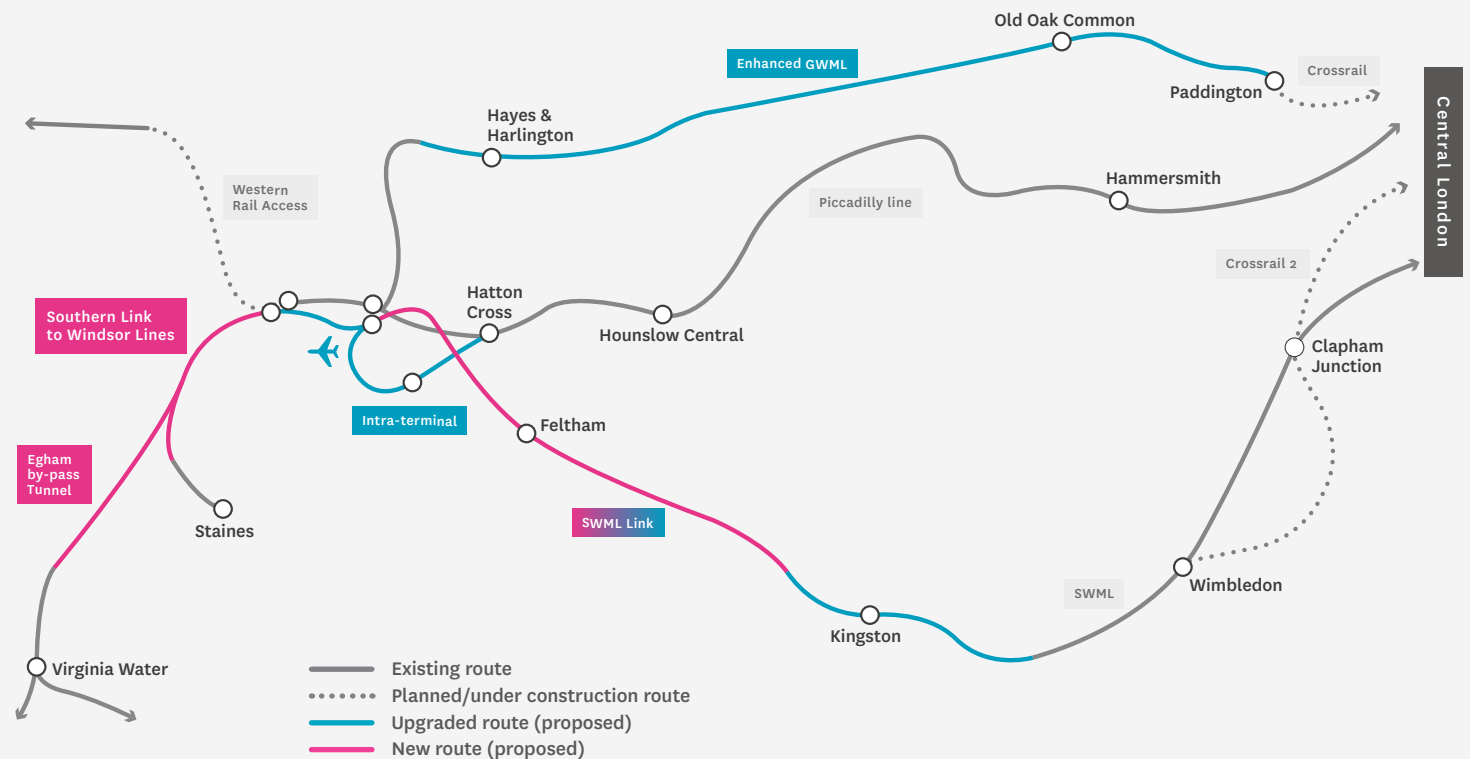 Old Oak Common
Enhanced GWML
Crossrail
Paddington
Central London
Hayes &
Harlington
Western
Rail Access
Piccadilly line
Hammersmith
Crossrail 2
Southern Link
to Windsor Lines
Hatton
Cross
Hounslow Central
Clapham
Junction
Intra-terminal
Feltham
Egham
by-pass
Tunnel
Staines
SWML Link
SWML
Wimbledon
Kingston
Virginia Water
Existing route
Planned/under construction route
Upgraded route (proposed)
New route (proposed)